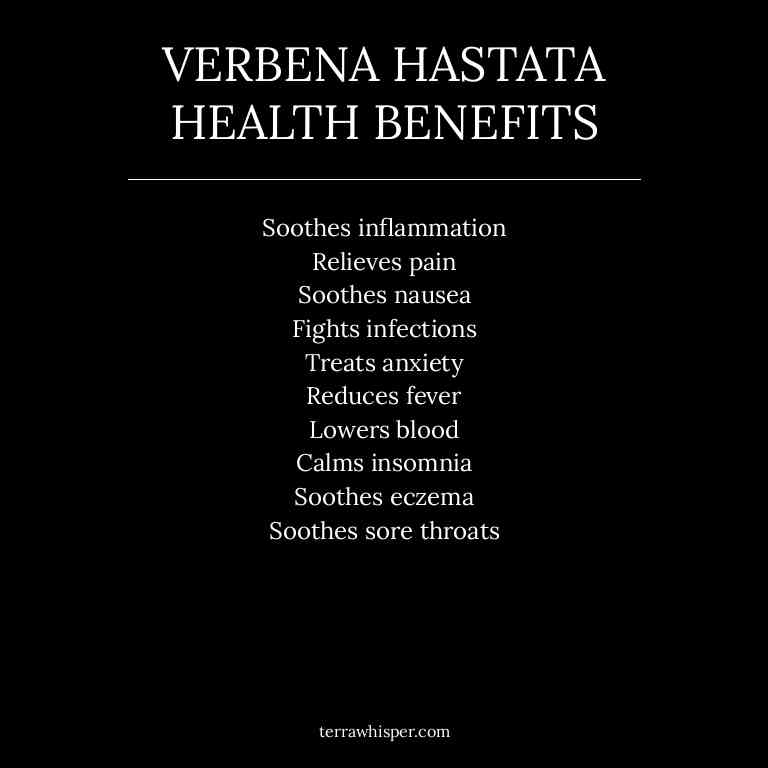 VERBENA HASTATA
HEALTH BENEFITS
Soothes inflammation
Relieves pain
Soothes nausea
Fights infections
Treats anxiety
Reduces fever
Lowers blood
Calms insomnia
Soothes eczema
Soothes sore throats
terrawhisper.com